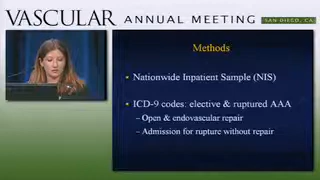 VASCULAR ANNUAL MEETING SAN DIEGO, CA
Methods
• Nationwide Inpatient Sample (NIS)
• ICD-9 codes: elective & ruptured AAA
– Open & endovascular repair
– Admission for rupture without repair